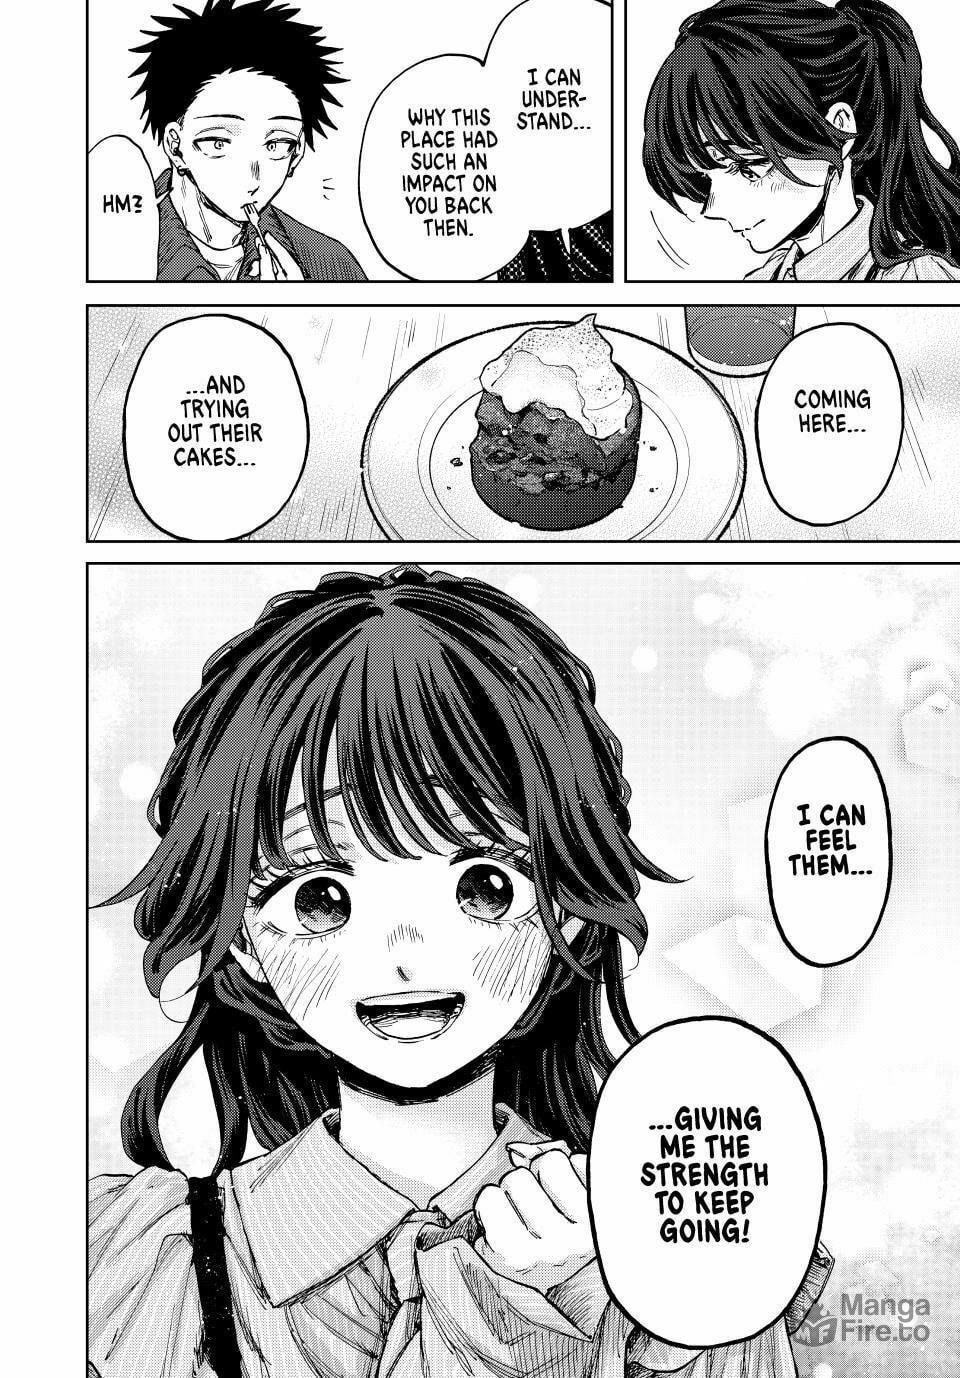 I CAN
UNDER-
STAND...
WHY THIS
PLACE HAD
SUCH AN
IMPACT ON
YOU BACK
THEN.
HM?
COMING
HERE...
...AND
TRYING
OUT THEIR
CAKES...
I CAN
FEEL
THEM...
...GIVING
ME THE
STRENGTH
TO KEEP
GOING!
Manga
Fire.to